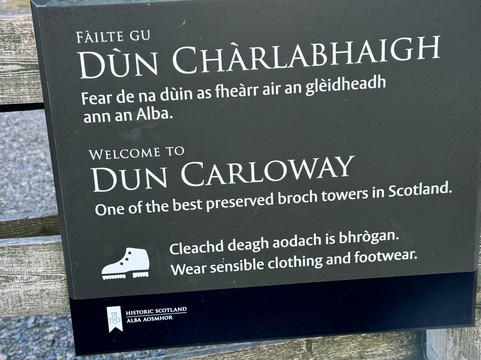 Fàilte gu
Dùn Chàrlabhaigh
Fear de na dùin as fheàrr air an glèidheadh
ann an Alba.
Welcome to
Dun Carloway
One of the best preserved broch towers in Scotland.
Cleachd deagh aodach is bhrògan.
Wear sensible clothing and footwear.
HISTORIC SCOTLAND
ALBA AOSMHOR